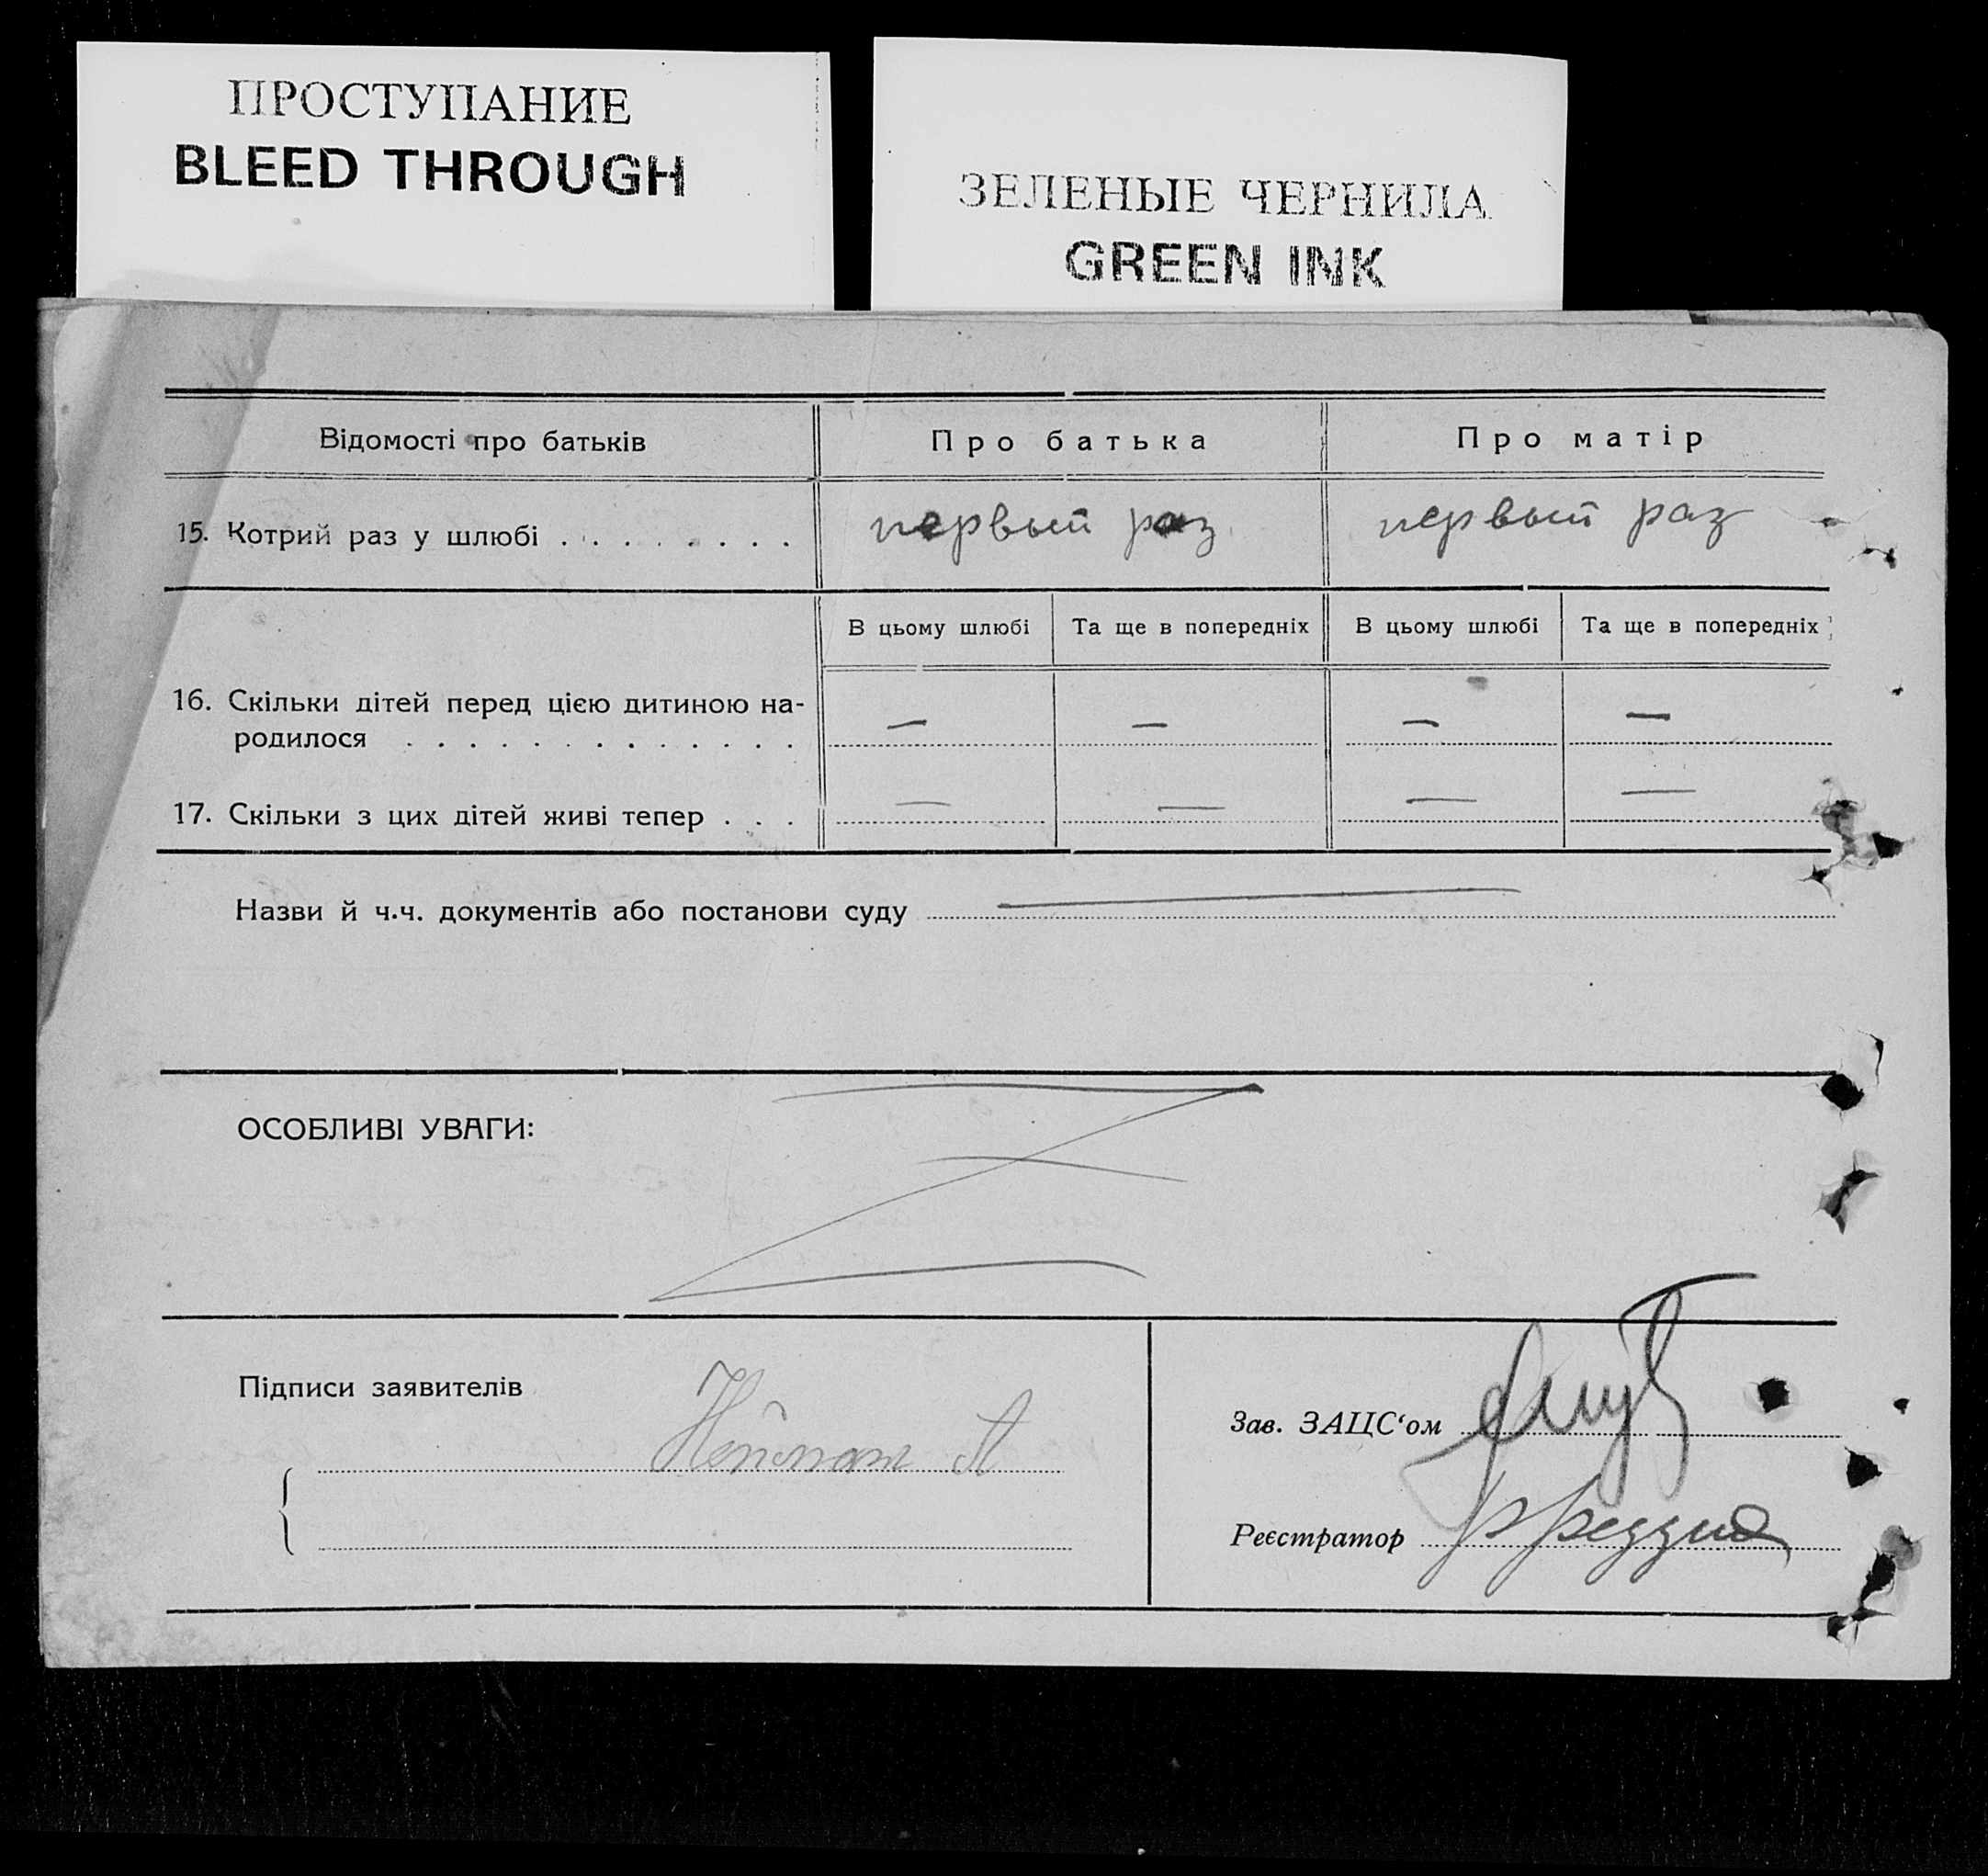 ПРОСТУПАНИЕ
BLEED THROUGH
ЗЕЛЕНЫЕ ЧЕРНИЛА
GREEN INK
Відомості про батьків Про батька Про матір
15. Котрий раз у шлюбі . . . . . . . . первый раз первый раз
В цьому шлюбі Та ще в попередніх В цьому шлюбі Та ще в попередніх
16. Скільки дітей перед цією дитиною на-
родилося . . . . . . . . . . . . . — — — —
17. Скільки з цих дітей живі тепер . . . — — — —
Назви й ч.ч. документів або постанови суду
ОСОБЛИВІ УВАГИ:
Підписи заявителів
Нейман А
Зав. ЗАЦС‘ом
Реєстратор